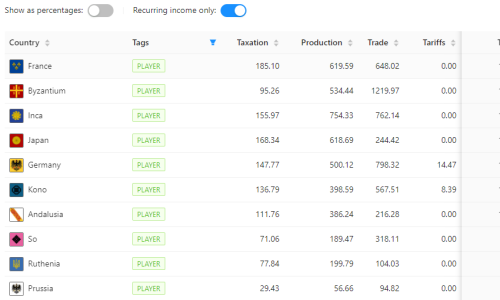 Show as percentages: Recurring income only:
Country Tags Taxation Production Trade Tariffs T
France PLAYER 185.10 619.59 648.02 0.00
Byzantium PLAYER 95.26 534.44 1219.97 0.00
Inca PLAYER 155.97 754.33 762.14 0.00
Japan PLAYER 168.34 618.69 244.42 0.00
Germany PLAYER 147.77 500.12 798.32 14.47
Kono PLAYER 136.79 398.59 567.51 8.39
Andalusia PLAYER 111.76 386.24 216.28 0.00
So PLAYER 71.06 189.47 318.11 0.00
Ruthenia PLAYER 77.84 199.79 104.03 0.00
Prussia PLAYER 29.43 56.66 94.82 0.00